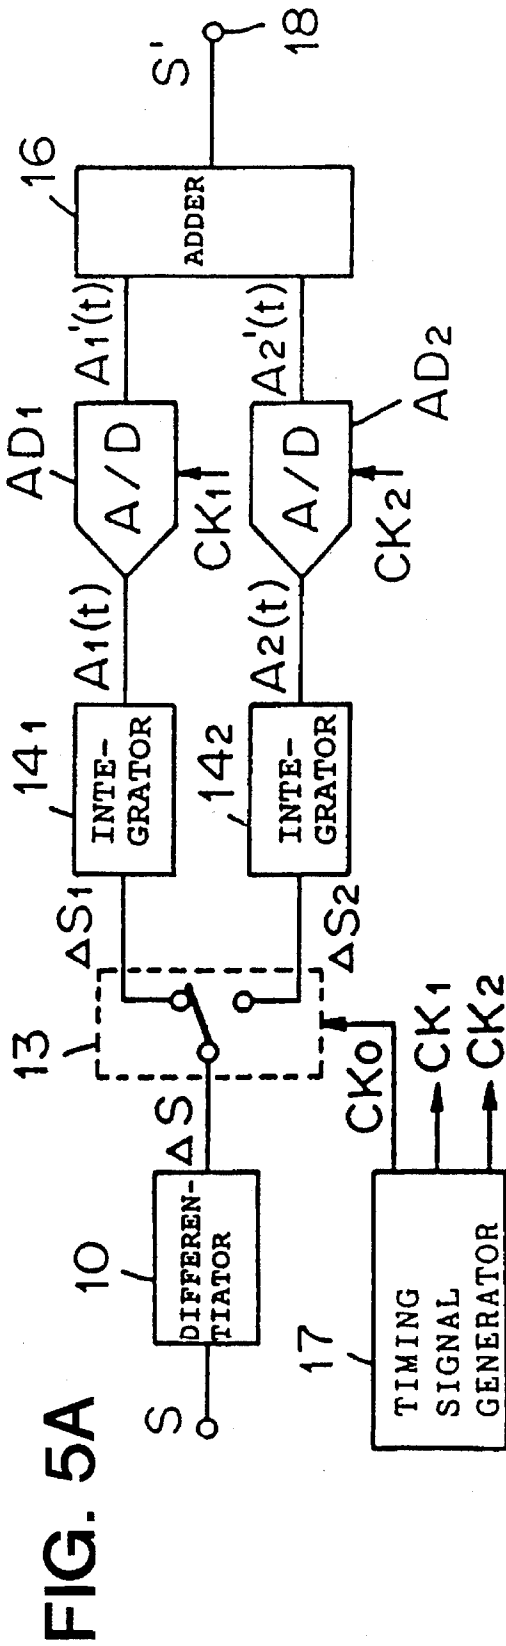 FIG. 5A
S
10
DIFFEREN-
TIATOR
ΔS
13
ΔS1
ΔS2
141
INTE-
GRATOR
142
INTE-
GRATOR
A1(t)
A2(t)
AD1
A/D
CK1
AD2
A/D
CK2
A1'(t)
A2'(t)
16
ADDER
S'
18
17
TIMING
SIGNAL
GENERATOR
CK0
CK1
CK2